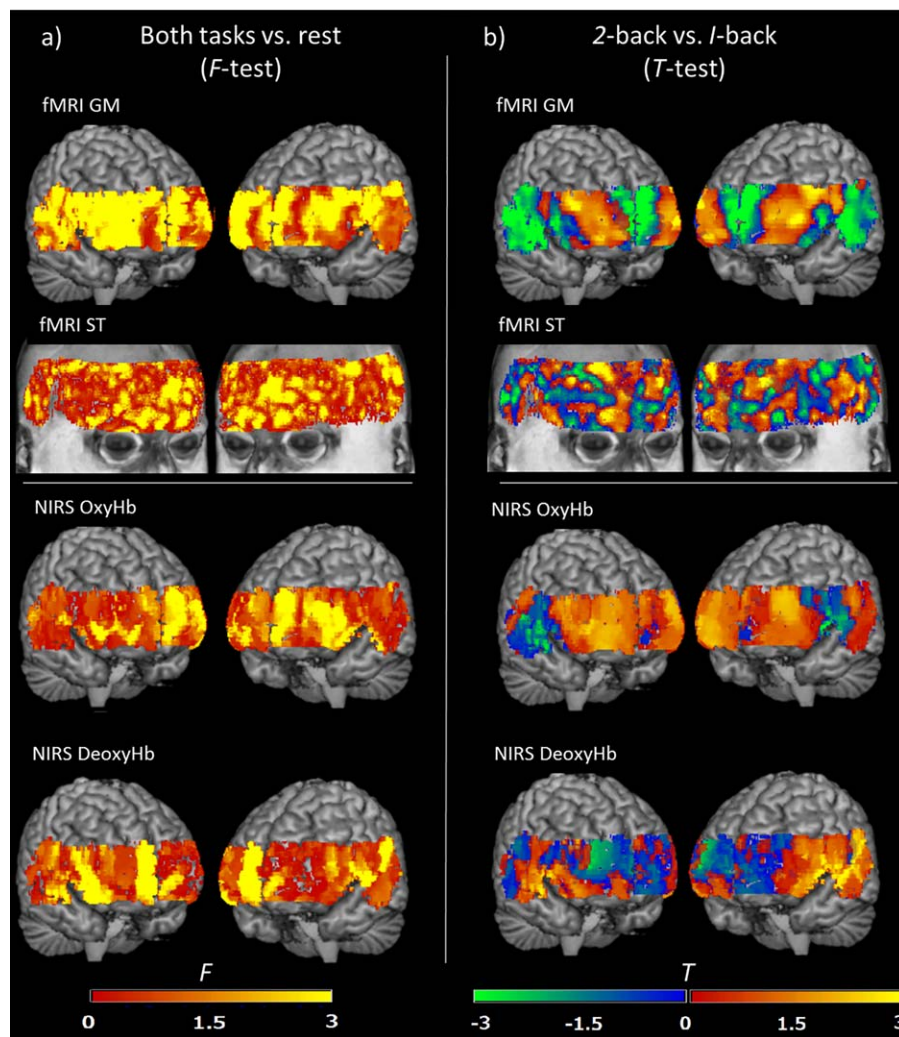 a)
Both tasks vs. rest
(F-test)
fMRI GM
fMRI ST
NIRS OxyHb
NIRS DeoxyHb
F
0 1.5 3
b)
2-back vs. I-back
(T-test)
fMRI GM
fMRI ST
NIRS OxyHb
NIRS DeoxyHb
T
-3 -1.5 0 1.5 3